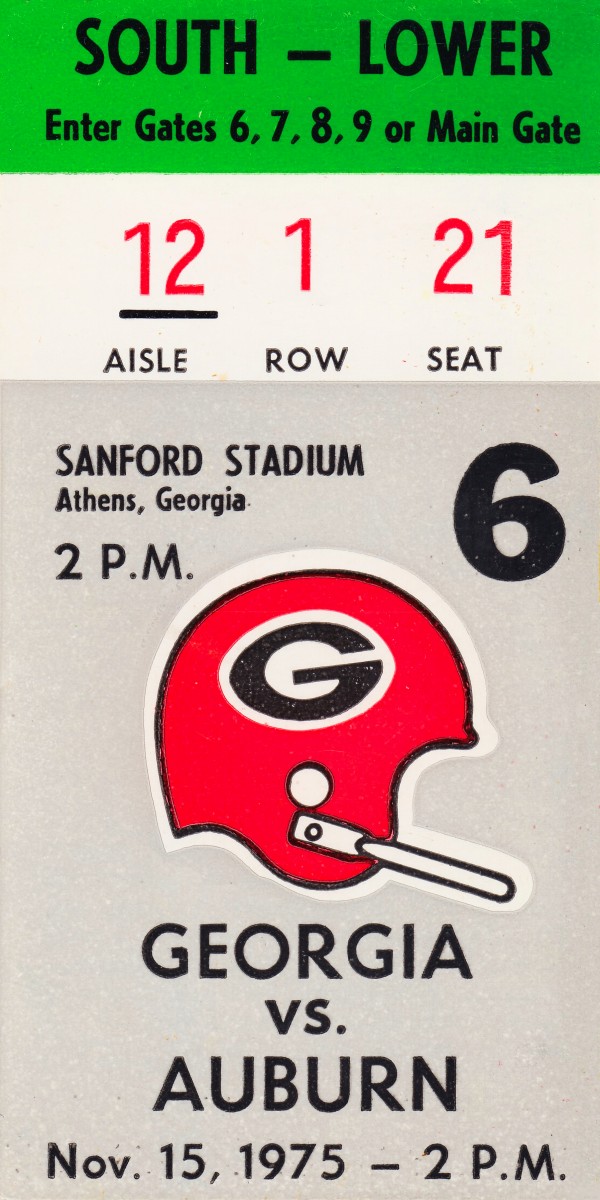 SOUTH — LOWER
Enter Gates 6, 7, 8, 9 or Main Gate
12 1 21
AISLE ROW SEAT
SANFORD STADIUM
Athens, Georgia
6
2 P.M.
G
GEORGIA
vs.
AUBURN
Nov. 15, 1975 — 2 P.M.